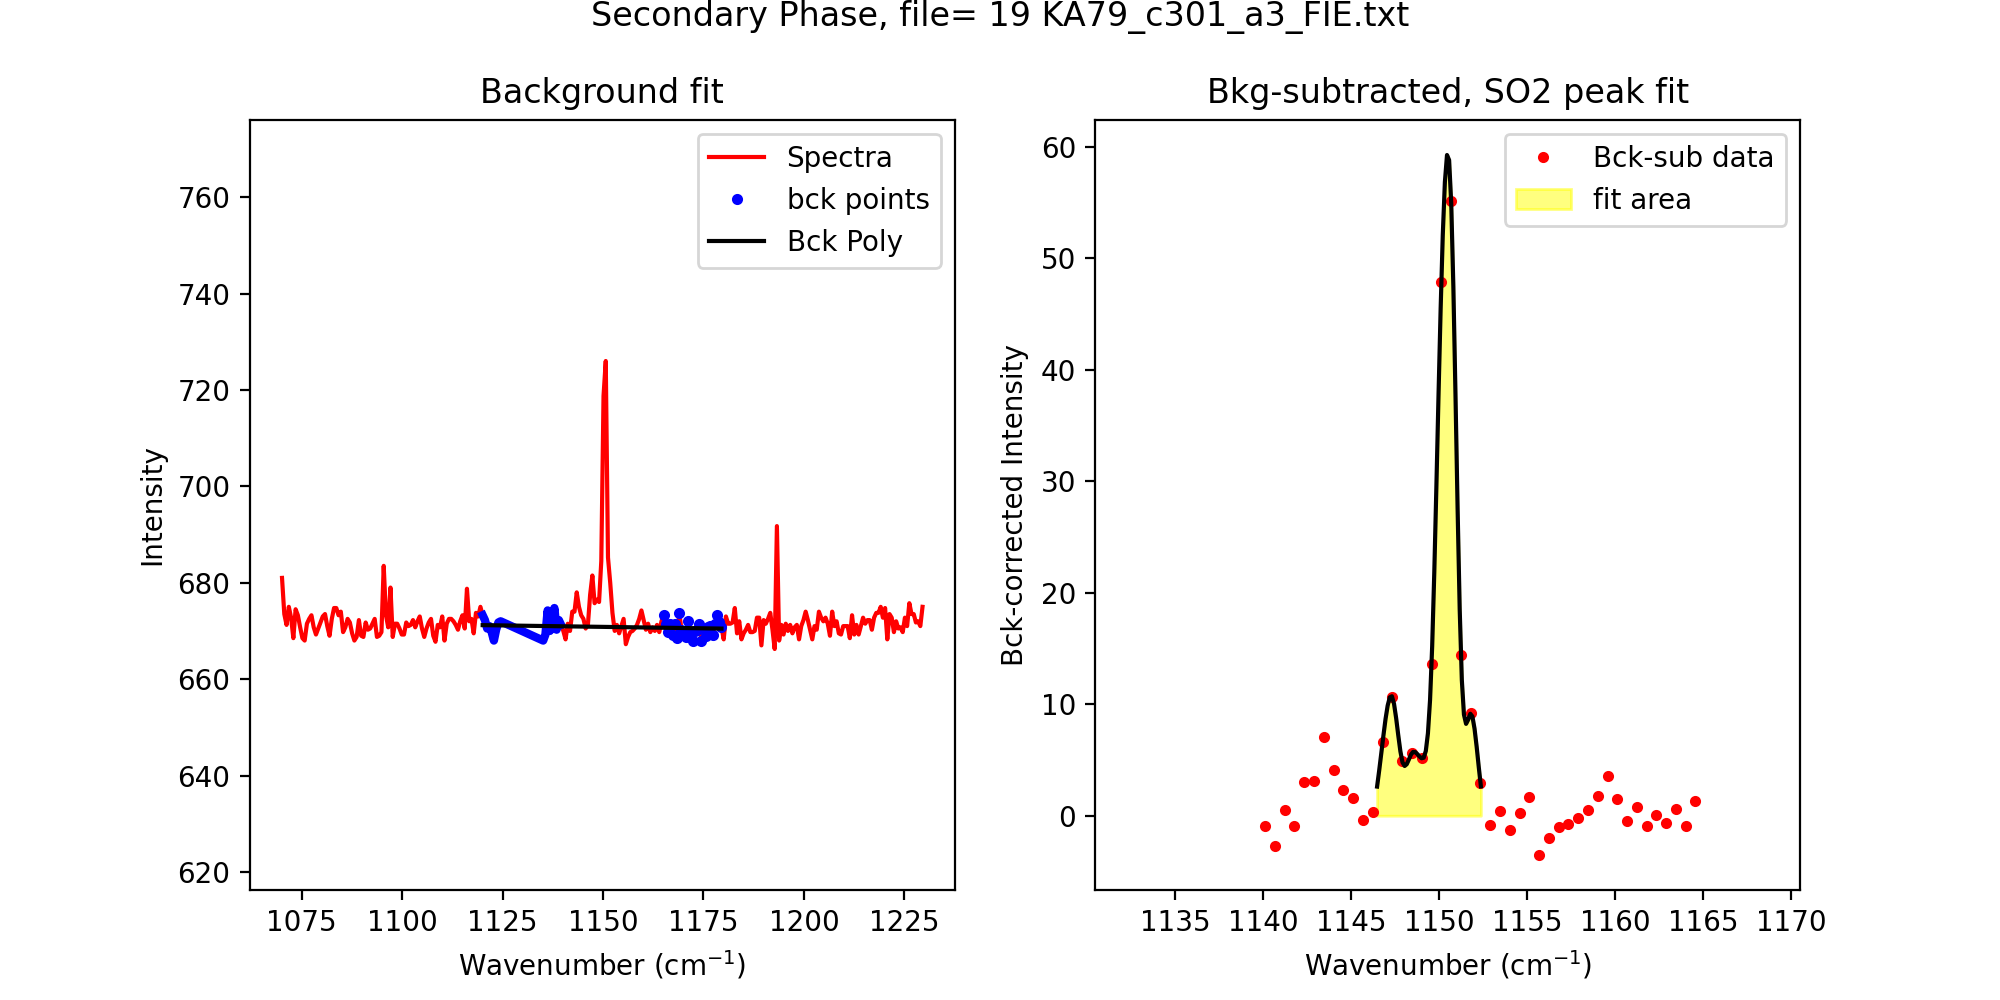 Secondary Phase, file= 19 KA79_c301_a3_FIE.txt
Background fit
Spectra
bck points
Bck Poly
Intensity
760
740
720
700
680
660
640
620
1075 1100 1125 1150 1175 1200 1225
Wavenumber (cm⁻¹)
Bkg-subtracted, SO2 peak fit
Bck-sub data
fit area
Bck-corrected Intensity
60
50
40
30
20
10
0
1135 1140 1145 1150 1155 1160 1165 1170
Wavenumber (cm⁻¹)